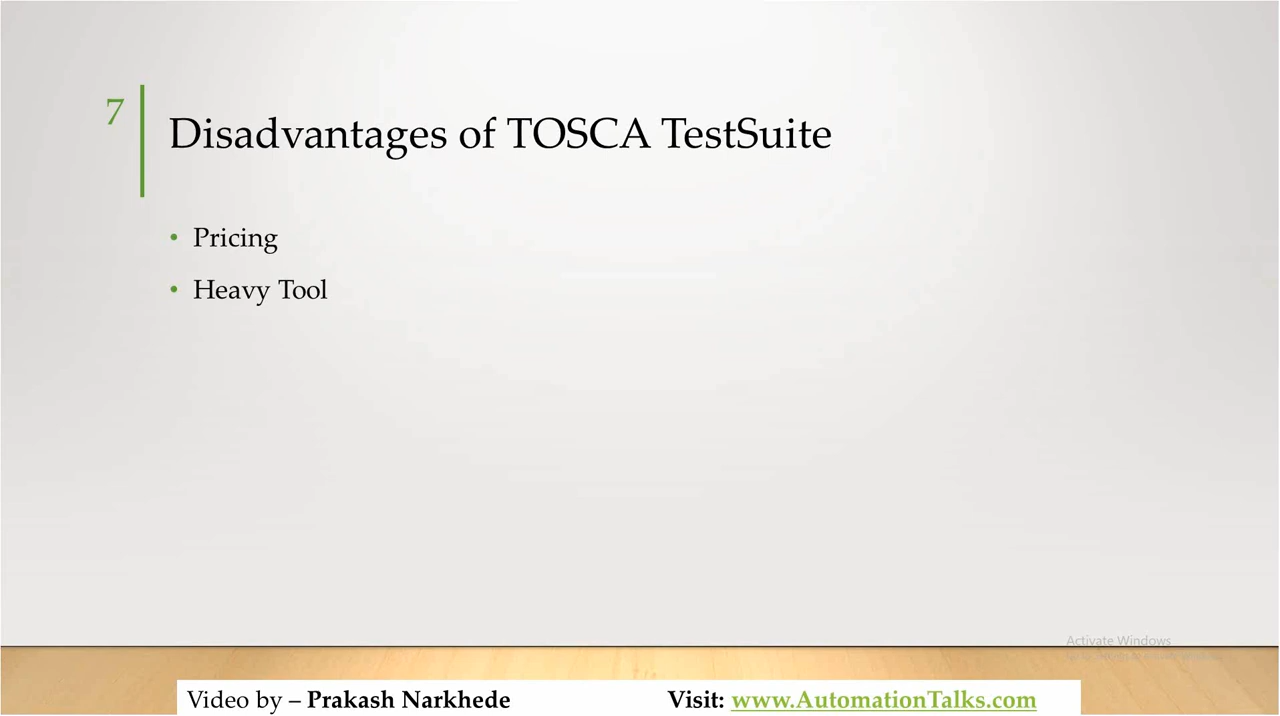 7
Disadvantages of TOSCA TestSuite
• Pricing
• Heavy Tool
Activate Windows
Video by – Prakash Narkhede Visit: www.AutomationTalks.com